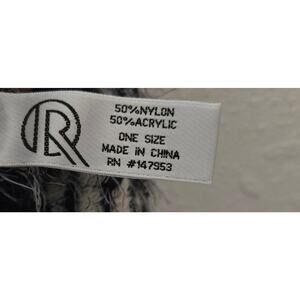 R
50%NYLON
50%ACRYLIC
ONE SIZE
MADE IN CHINA
RN #147953